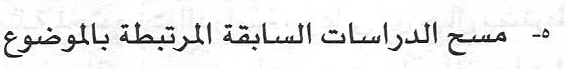 ٥- مسح الدراسات السابقة المرتبطة بالموضوع